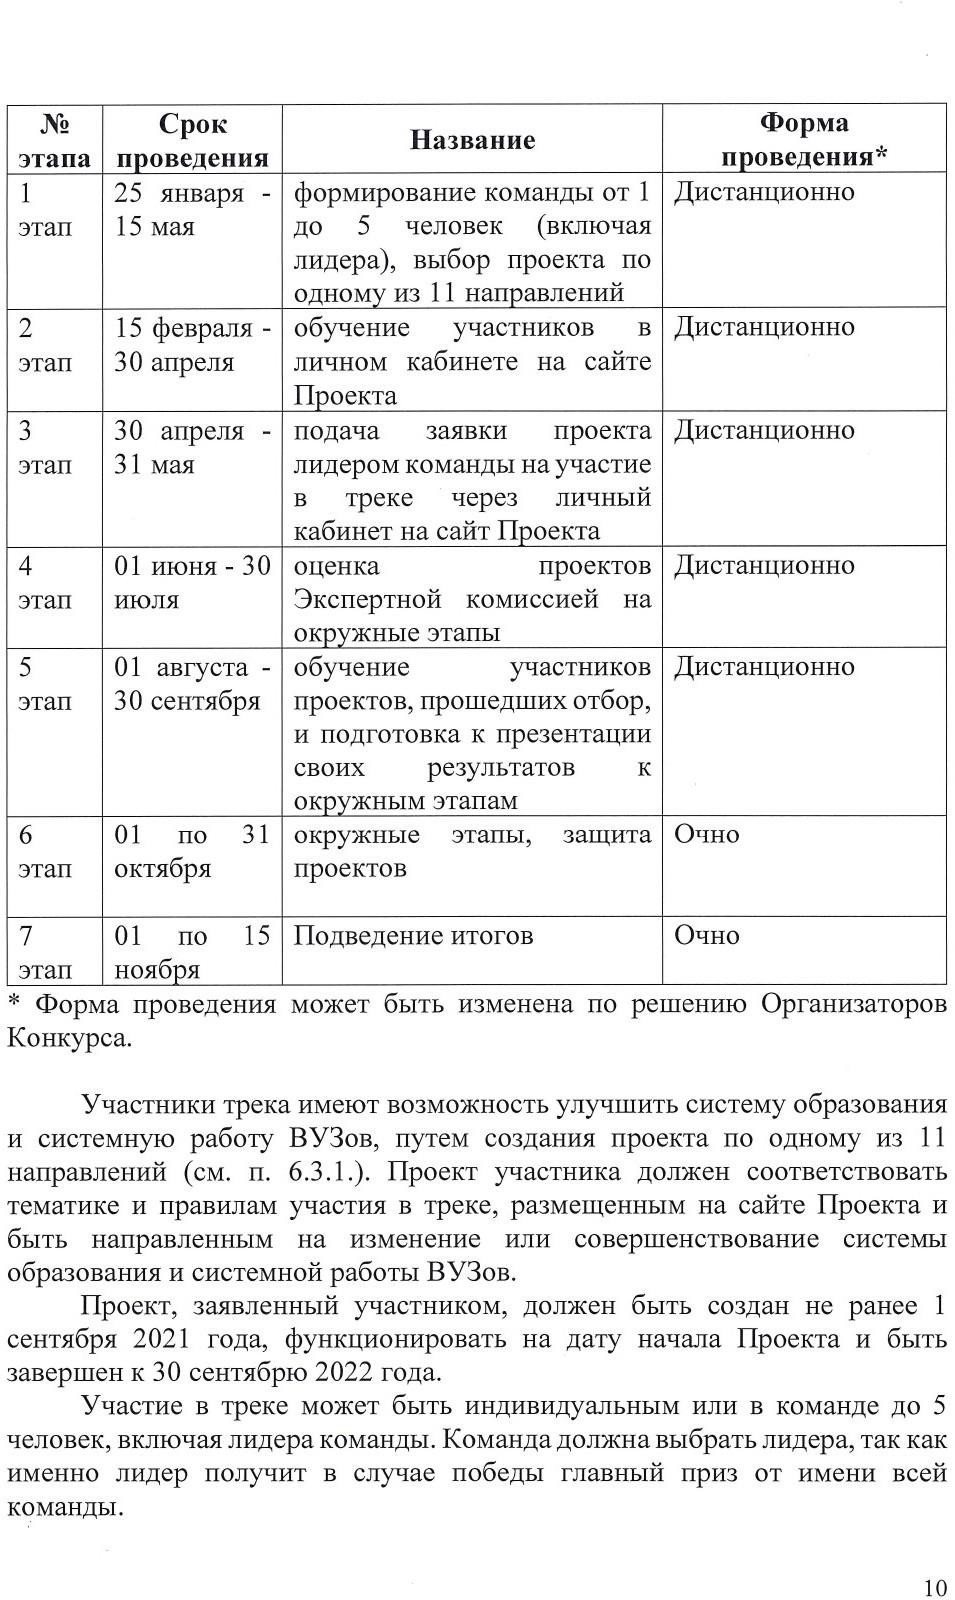 № этапа | Срок проведения | Название | Форма проведения*
1 этап | 25 января - 15 мая | формирование команды от 1 до 5 человек (включая лидера), выбор проекта по одному из 11 направлений | Дистанционно
2 этап | 15 февраля - 30 апреля | обучение участников в личном кабинете на сайте Проекта | Дистанционно
3 этап | 30 апреля - 31 мая | подача заявки проекта лидером команды на участие в треке через личный кабинет на сайт Проекта | Дистанционно
4 этап | 01 июня - 30 июля | оценка проектов Экспертной комиссией на окружные этапы | Дистанционно
5 этап | 01 августа - 30 сентября | обучение участников проектов, прошедших отбор, и подготовка к презентации своих результатов к окружным этапам | Дистанционно
6 этап | 01 по 31 октября | окружные этапы, защита проектов | Очно
7 этап | 01 по 15 ноября | Подведение итогов | Очно
* Форма проведения может быть изменена по решению Организаторов
Конкурса.
Участники трека имеют возможность улучшить систему образования
и системную работу ВУЗов, путем создания проекта по одному из 11
направлений (см. п. 6.3.1.). Проект участника должен соответствовать
тематике и правилам участия в треке, размещенным на сайте Проекта и
быть направленным на изменение или совершенствование системы
образования и системной работы ВУЗов.
Проект, заявленный участником, должен быть создан не ранее 1
сентября 2021 года, функционировать на дату начала Проекта и быть
завершен к 30 сентябрю 2022 года.
Участие в треке может быть индивидуальным или в команде до 5
человек, включая лидера команды. Команда должна выбрать лидера, так как
именно лидер получит в случае победы главный приз от имени всей
команды.
10